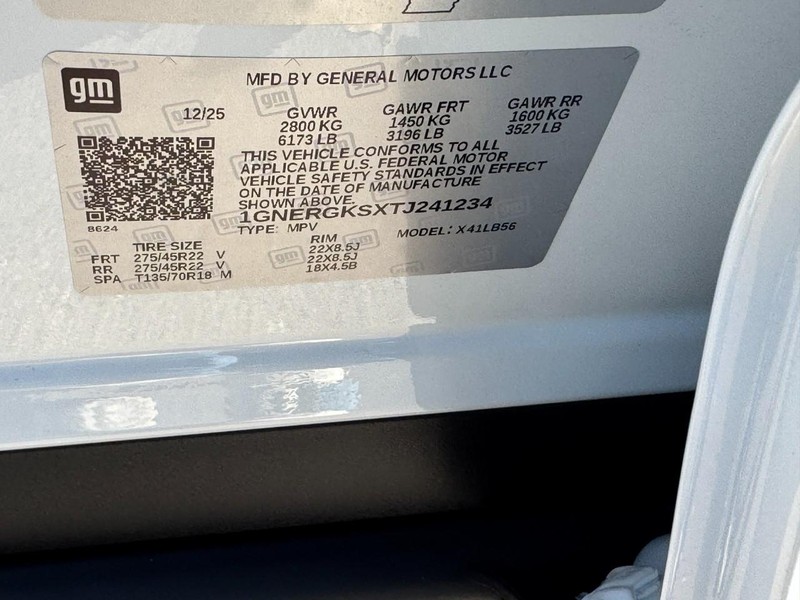 gm
MFD BY GENERAL MOTORS LLC
12/25 GVWR GAWR FRT GAWR RR
2800 KG 1450 KG 1600 KG
6173 LB 3196 LB 3527 LB
THIS VEHICLE CONFORMS TO ALL
APPLICABLE U.S. FEDERAL MOTOR
VEHICLE SAFETY STANDARDS IN EFFECT
ON THE DATE OF MANUFACTURE
SHOWN ABOVE.
1GNERGKSXTJ241234
8624
TYPE: MPV MODEL: X41LB56
TIRE SIZE RIM
FRT 275/45R22 V 22X8.5J
RR 275/45R22 V 22X8.5J
SPA T135/70R18 M 18X4.5B